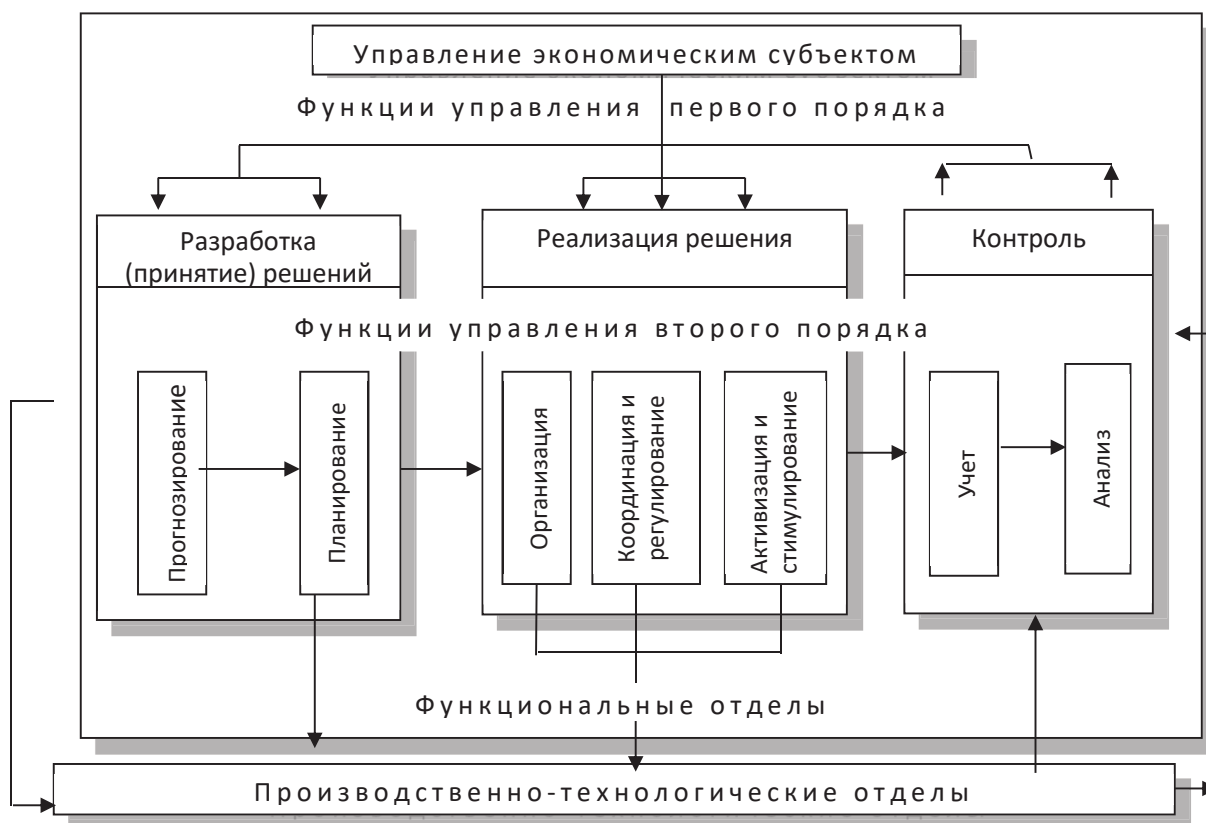 Управление экономическим субъектом
Функции управления первого порядка
Разработка
(принятие) решений
Реализация решения
Контроль
Функции управления второго порядка
Прогнозирование
Планирование
Организация
Координация и
регулирование
Активизация и
стимулирование
Учет
Анализ
Функциональные отделы
Производственно-технологические отделы